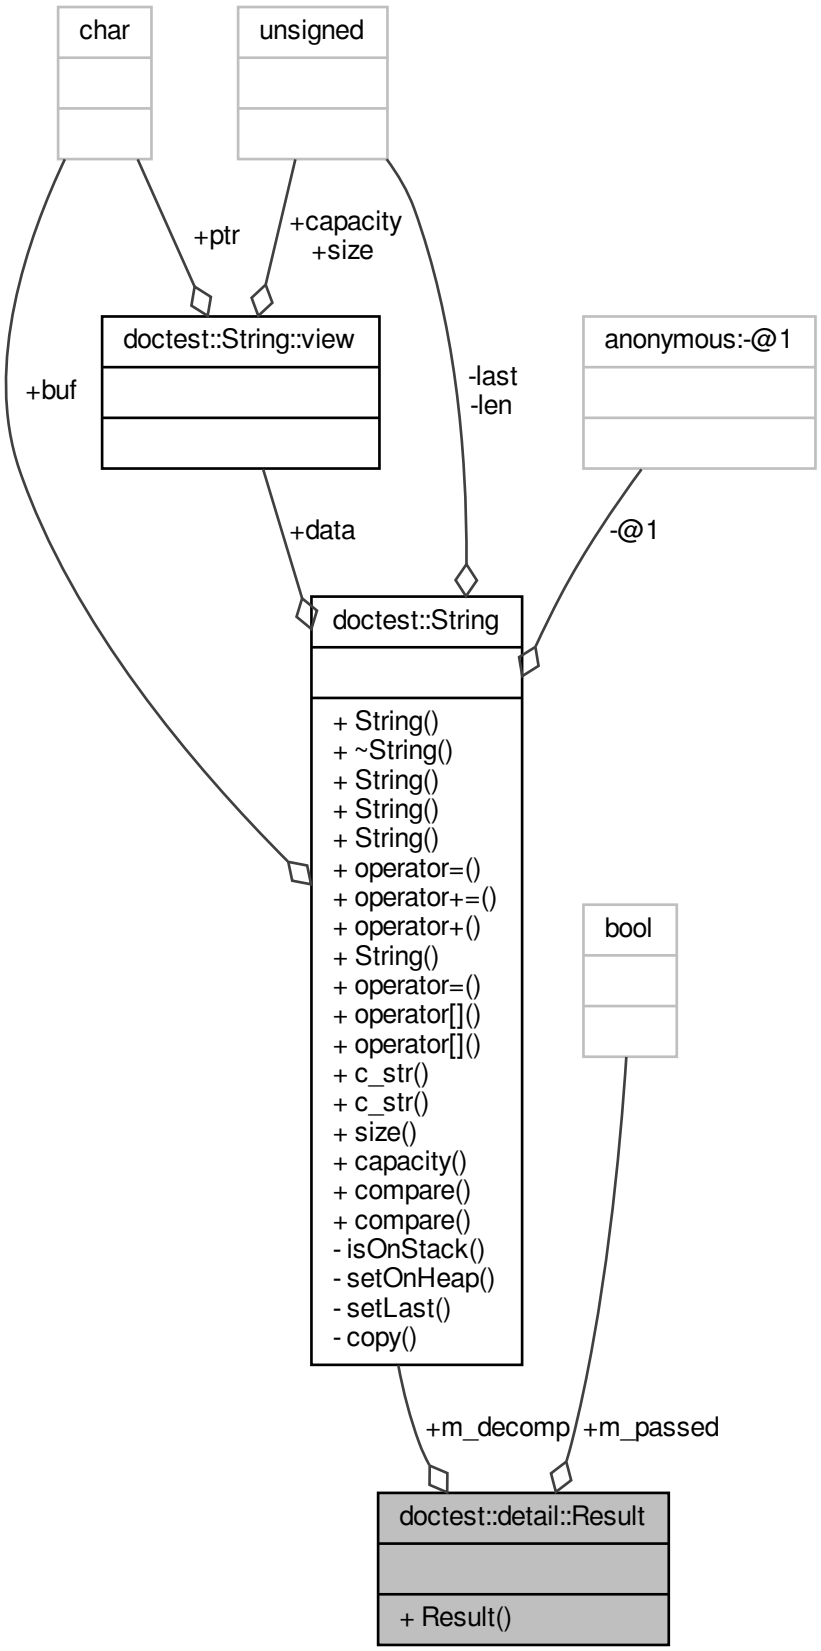 char
unsigned
+ptr
+capacity
+size
doctest::String::view
anonymous:-@1
+buf
-last
-len
+data
-@1
doctest::String
+ String()
+ ~String()
+ String()
+ String()
+ String()
+ operator=()
+ operator+=()
+ operator+()
+ String()
+ operator=()
+ operator[]()
+ operator[]()
+ c_str()
+ c_str()
+ size()
+ capacity()
+ compare()
+ compare()
- isOnStack()
- setOnHeap()
- setLast()
- copy()
bool
+m_decomp
+m_passed
doctest::detail::Result
+ Result()